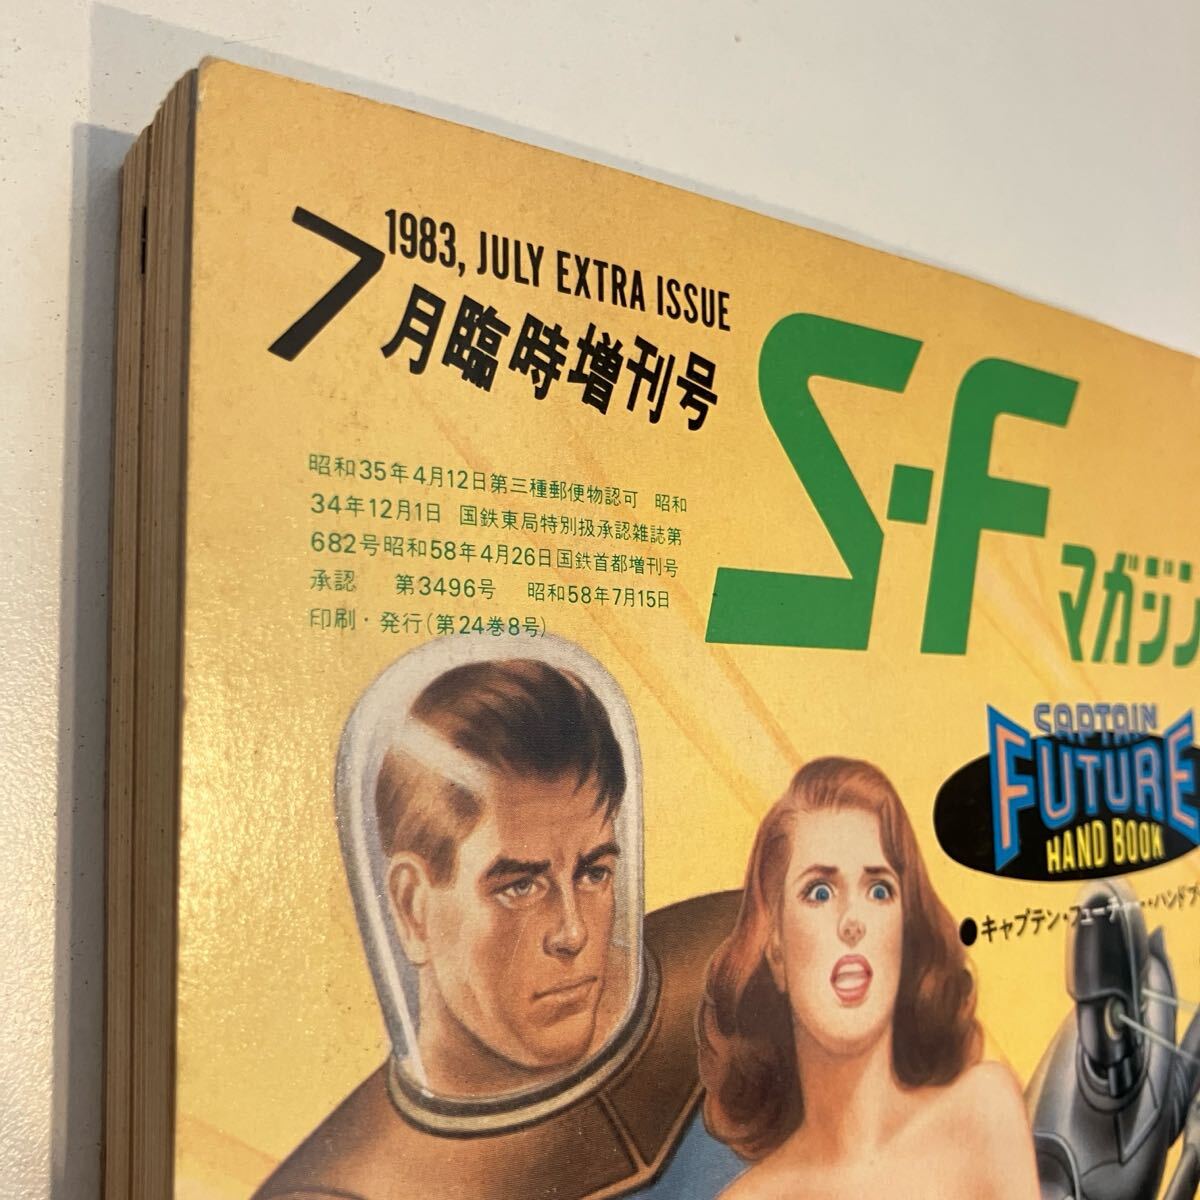 1983, JULY EXTRA ISSUE
7月臨時増刊号
昭和35年4月12日第三種郵便物認可 昭和
34年12月1日 国鉄東局特別扱承認雑誌第
682号昭和58年4月26日国鉄首都増刊号
承認 第3496号 昭和58年7月15日
印刷・発行(第24巻8号)
S-Fマガジン
CAPTAIN
FUTURE
HAND BOOK
●キャプテン・フューチャー・ハンドブ